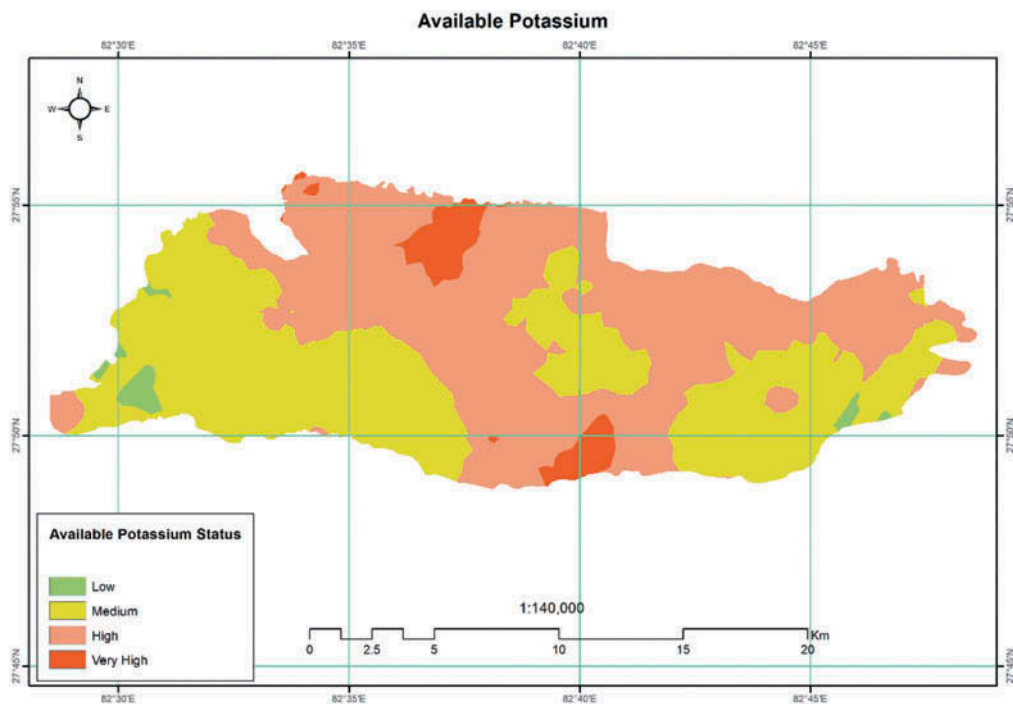 Available Potassium
82°30'E 82°35'E 82°40'E 82°45'E
N
W E
S
27°55'N 27°55'N
27°50'N 27°50'N
Available Potassium Status
Low
Medium
High
Very High
1:140,000
0 2.5 5 10 15 20 Km
27°45'N 27°45'N
82°30'E 82°35'E 82°40'E 82°45'E